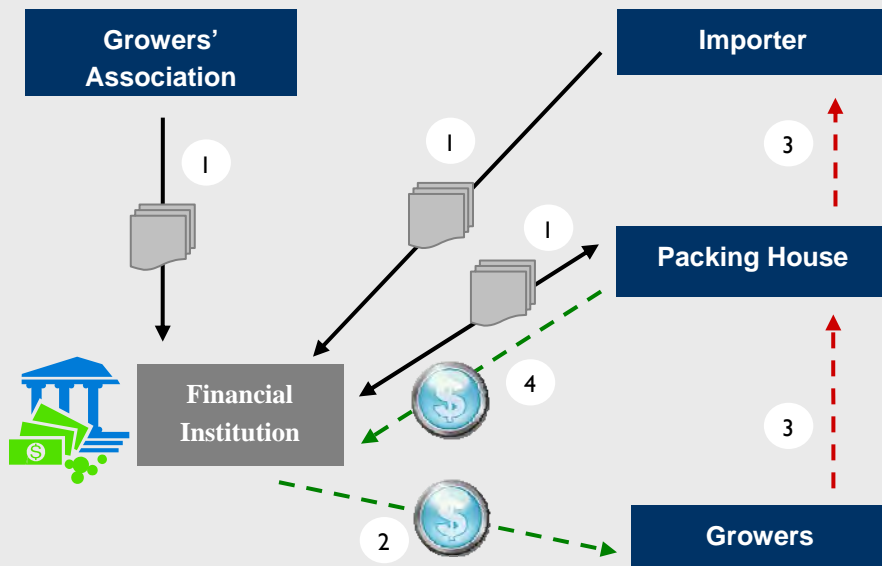 Growers’
Association
Importer
1
1
3
1
Packing House
Financial
Institution
4
3
2
Growers
$
$
$